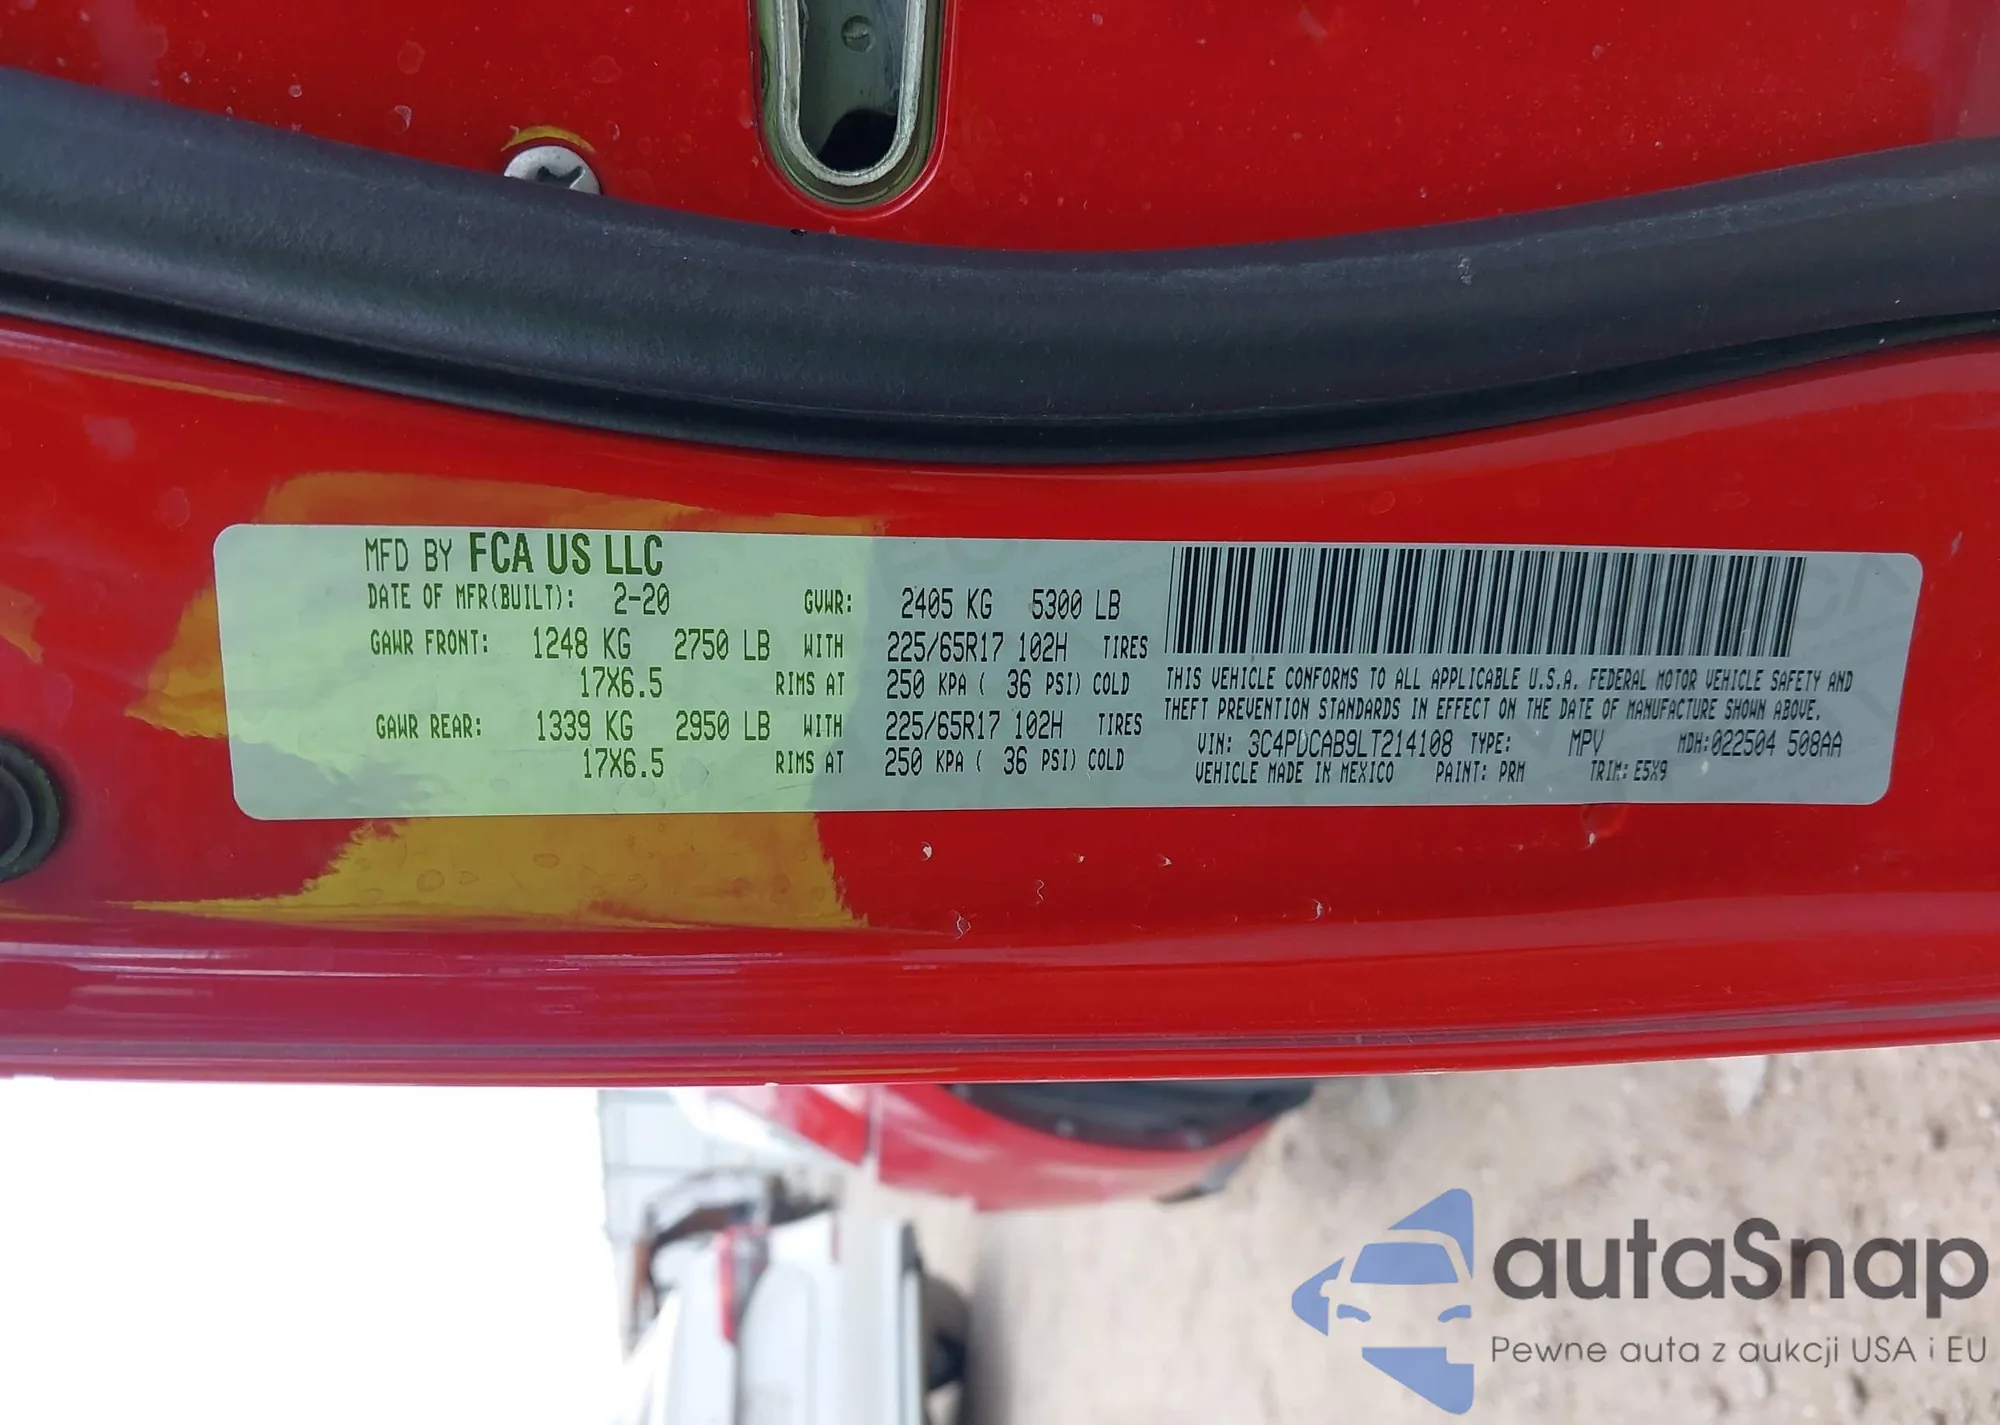 MFD BY FCA US LLC
DATE OF MFR(BUILT): 2-20 GVWR: 2405 KG 5300 LB
GAWR FRONT: 1248 KG 2750 LB WITH 225/65R17 102H TIRES
17X6.5 RIMS AT 250 KPA ( 36 PSI) COLD
GAWR REAR: 1339 KG 2950 LB WITH 225/65R17 102H TIRES
17X6.5 RIMS AT 250 KPA ( 36 PSI) COLD
THIS VEHICLE CONFORMS TO ALL APPLICABLE U.S.A. FEDERAL MOTOR VEHICLE SAFETY AND
THEFT PREVENTION STANDARDS IN EFFECT ON THE DATE OF MANUFACTURE SHOWN ABOVE.
VIN: 3C4PDCAB9LT214108 TYPE: MPV MDH:022504 508AA
VEHICLE MADE IN MEXICO PAINT: PRM TRIM: E5X9
autaSnap
Pewne auta z aukcji USA i EU